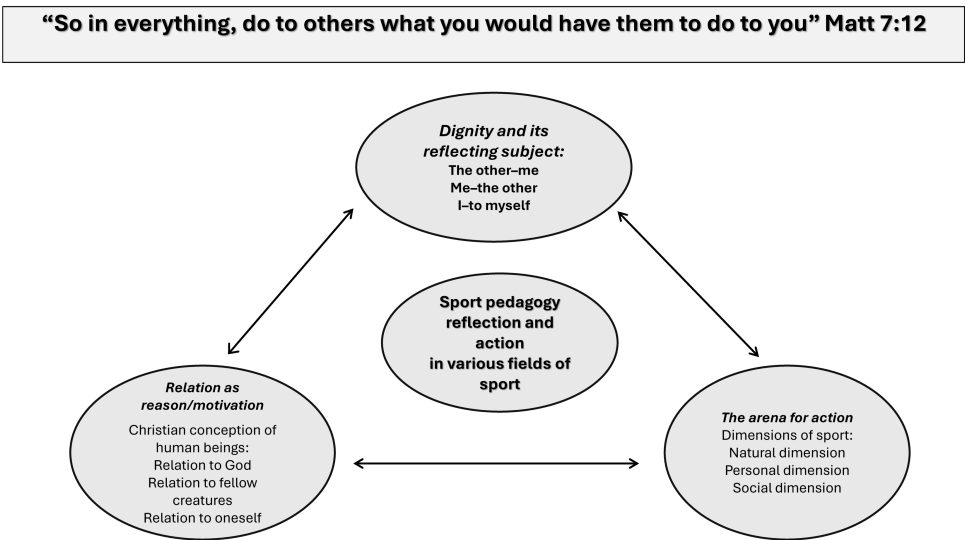 “So in everything, do to others what you would have them to do to you” Matt 7:12
Dignity and its
reflecting subject:
The other–me
Me–the other
I–to myself
Sport pedagogy
reflection and
action
in various fields of
sport
Relation as
reason/motivation
Christian conception of
human beings:
Relation to God
Relation to fellow
creatures
Relation to oneself
The arena for action
Dimensions of sport:
Natural dimension
Personal dimension
Social dimension